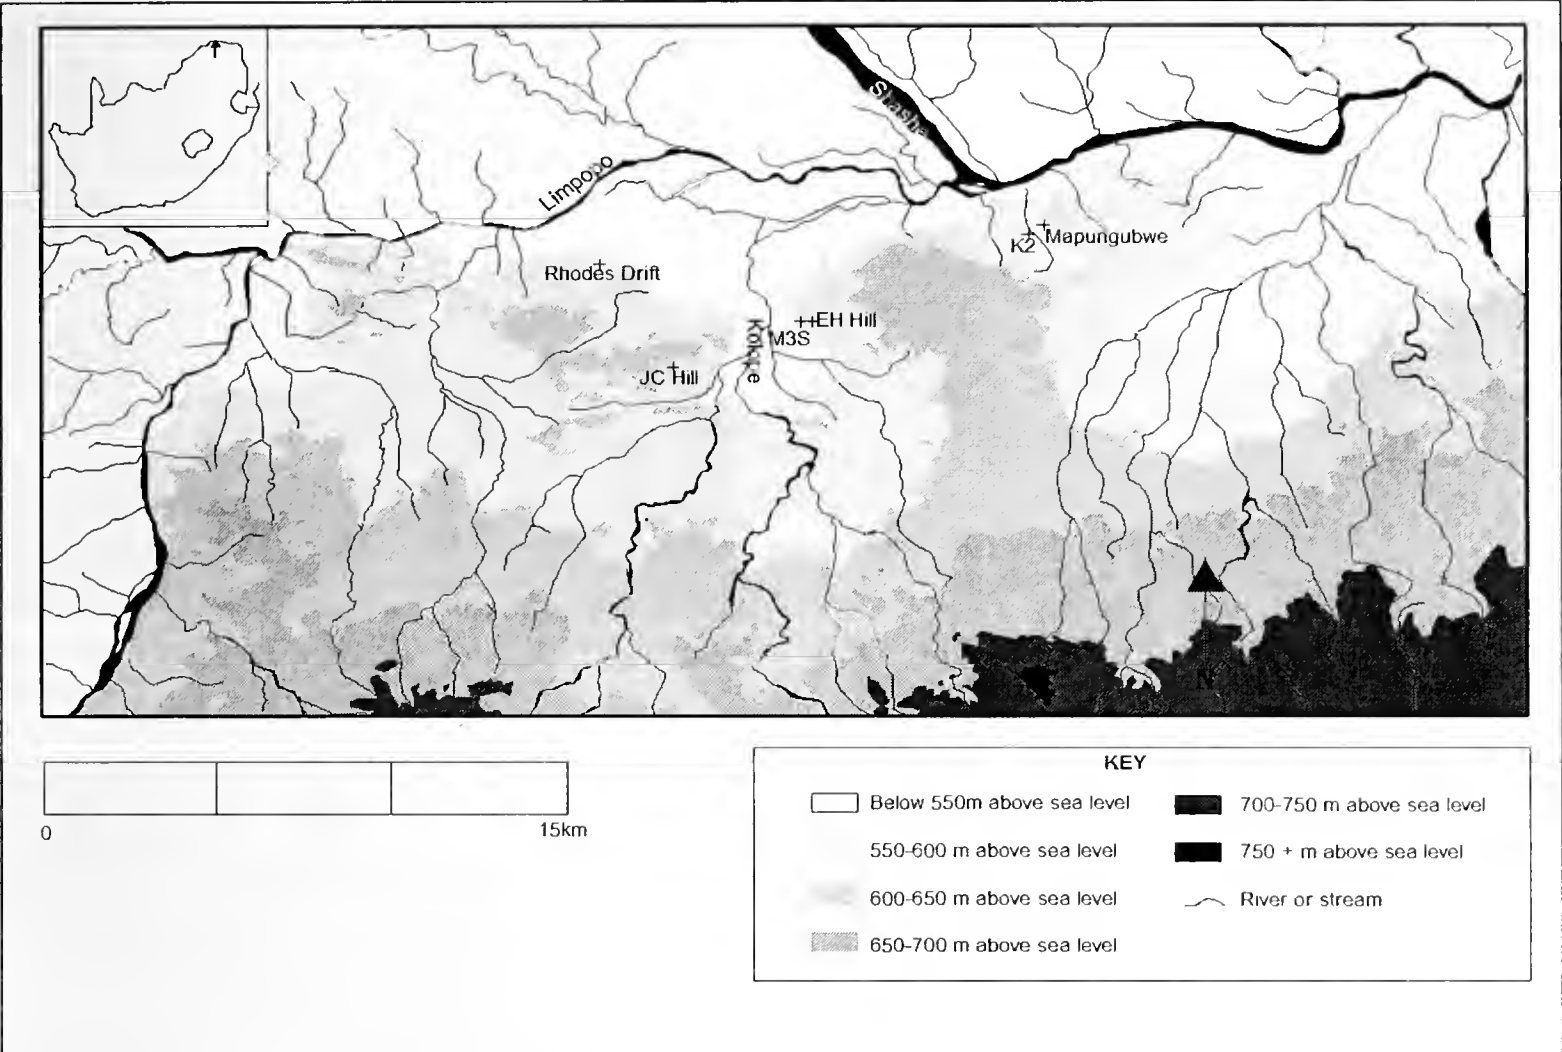 Shasha
Limpopo
K2
Mapungubwe
Rhodes Drift
EH Hill
M3S
Kolope
JC Hill
N
0
15km
KEY
Below 550m above sea level
550-600 m above sea level
600-650 m above sea level
650-700 m above sea level
700-750 m above sea level
750 + m above sea level
River or stream